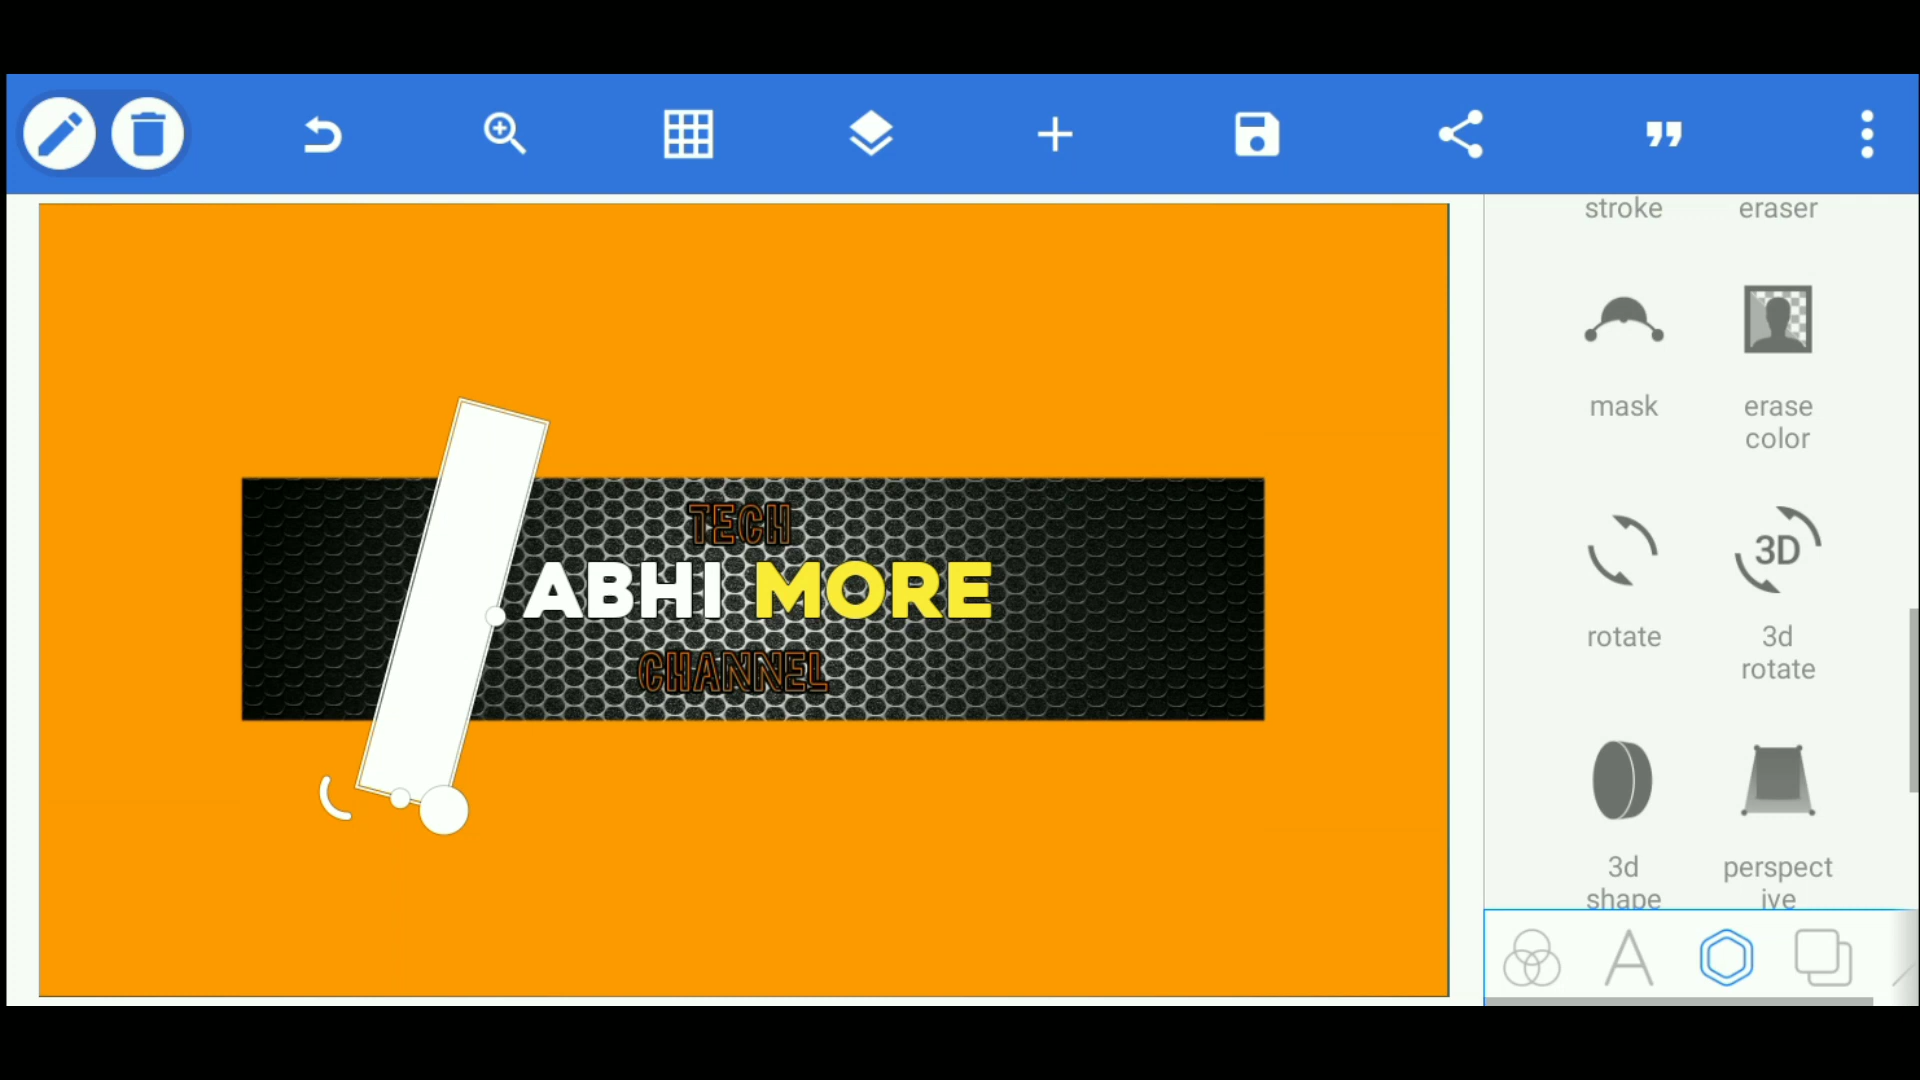 stroke eraser
mask erase
color
TECH
ABHI MORE
CHANNEL
3D
rotate 3d
rotate
3d perspect
shape ive
A